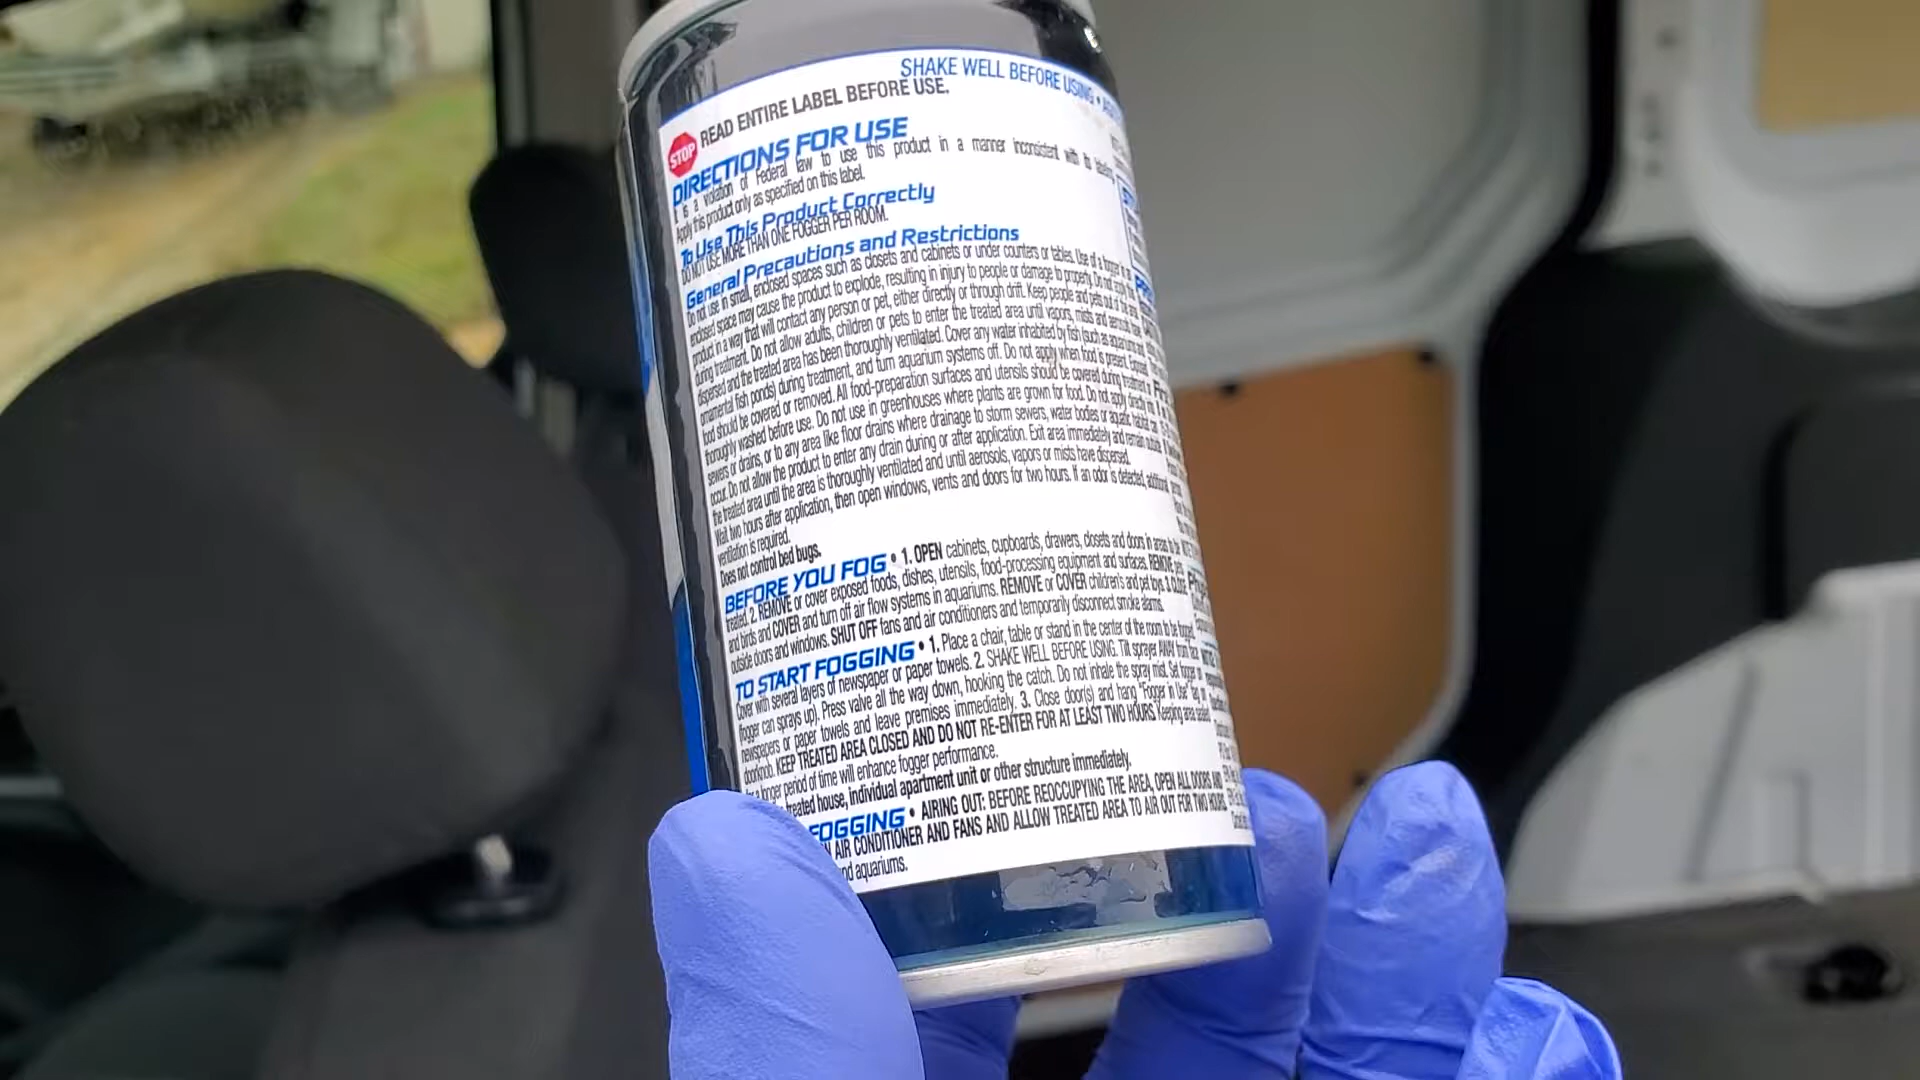 SHAKE WELL BEFORE USING •
STOP READ ENTIRE LABEL BEFORE USE.
DIRECTIONS FOR USE
It is a violation of Federal law to use this product in a manner inconsistent with its labeling.
Apply this product only as specified on this label.
To Use This Product Correctly
DO NOT USE MORE THAN ONE FOGGER PER ROOM.
General Precautions and Restrictions
Do not use in small, enclosed spaces such as closets and cabinets or under counters or tables. Use of a fogger in an
enclosed space may cause the product to explode, resulting in injury to people or damage to property. Do not apply this
product in a way that will contact any person or pet, either directly or through drift. Keep people and pets out of the area
during treatment. Do not allow adults, children or pets to enter the treated area until vapors, mists and aerosols have
dispersed and the treated area has been thoroughly ventilated. Cover any water inhabited by fish (such as aquariums
ornamental fish ponds) during treatment, and turn aquarium systems off. Do not apply when food is present. Exposed
food should be covered or removed. All food-preparation surfaces and utensils should be covered during treatment
thoroughly washed before use. Do not use in greenhouses where plants are grown for food. Do not apply directly
sewers or drains, or to any area like floor drains where drainage to storm sewers, water bodies or aquatic habitat can
occur. Do not allow the product to enter any drain during or after application. Exit area immediately and remain outside
the treated area until the area is thoroughly ventilated and until aerosols, vapors or mists have dispersed.
Wait two hours after application, then open windows, vents and doors for two hours. If an odor is detected, additional
ventilation is required.
Does not control bed bugs.
BEFORE YOU FOG • 1. OPEN cabinets, cupboards, drawers, closets and doors in areas to be
treated. 2. REMOVE or cover exposed foods, dishes, utensils, food-processing equipment and surfaces. REMOVE pets
and birds and COVER and turn off air flow systems in aquariums. REMOVE or COVER children's and pet toys. 3. CLOSE
outside doors and windows. SHUT OFF fans and air conditioners and temporarily disconnect smoke alarms.
TO START FOGGING • 1. Place a chair, table or stand in the center of the room to be fogged.
Cover with several layers of newspaper or paper towels. 2. SHAKE WELL BEFORE USING. Tilt sprayer AWAY from face
(fogger can sprays up). Press valve all the way down, hooking the catch. Do not inhale the spray mist. Set fogger on
newspapers or paper towels and leave premises immediately. 3. Close door(s) and hang "Fogger in Use" tag on
doorknob. KEEP TREATED AREA CLOSED AND DO NOT RE-ENTER FOR AT LEAST TWO HOURS. Keeping area sealed
for a longer period of time will enhance fogger performance.
treated house, individual apartment unit or other structure immediately.
FOGGING • AIRING OUT: BEFORE REOCCUPYING THE AREA, OPEN ALL DOORS AND
AIR CONDITIONER AND FANS AND ALLOW TREATED AREA TO AIR OUT FOR TWO HOURS
and aquariums.